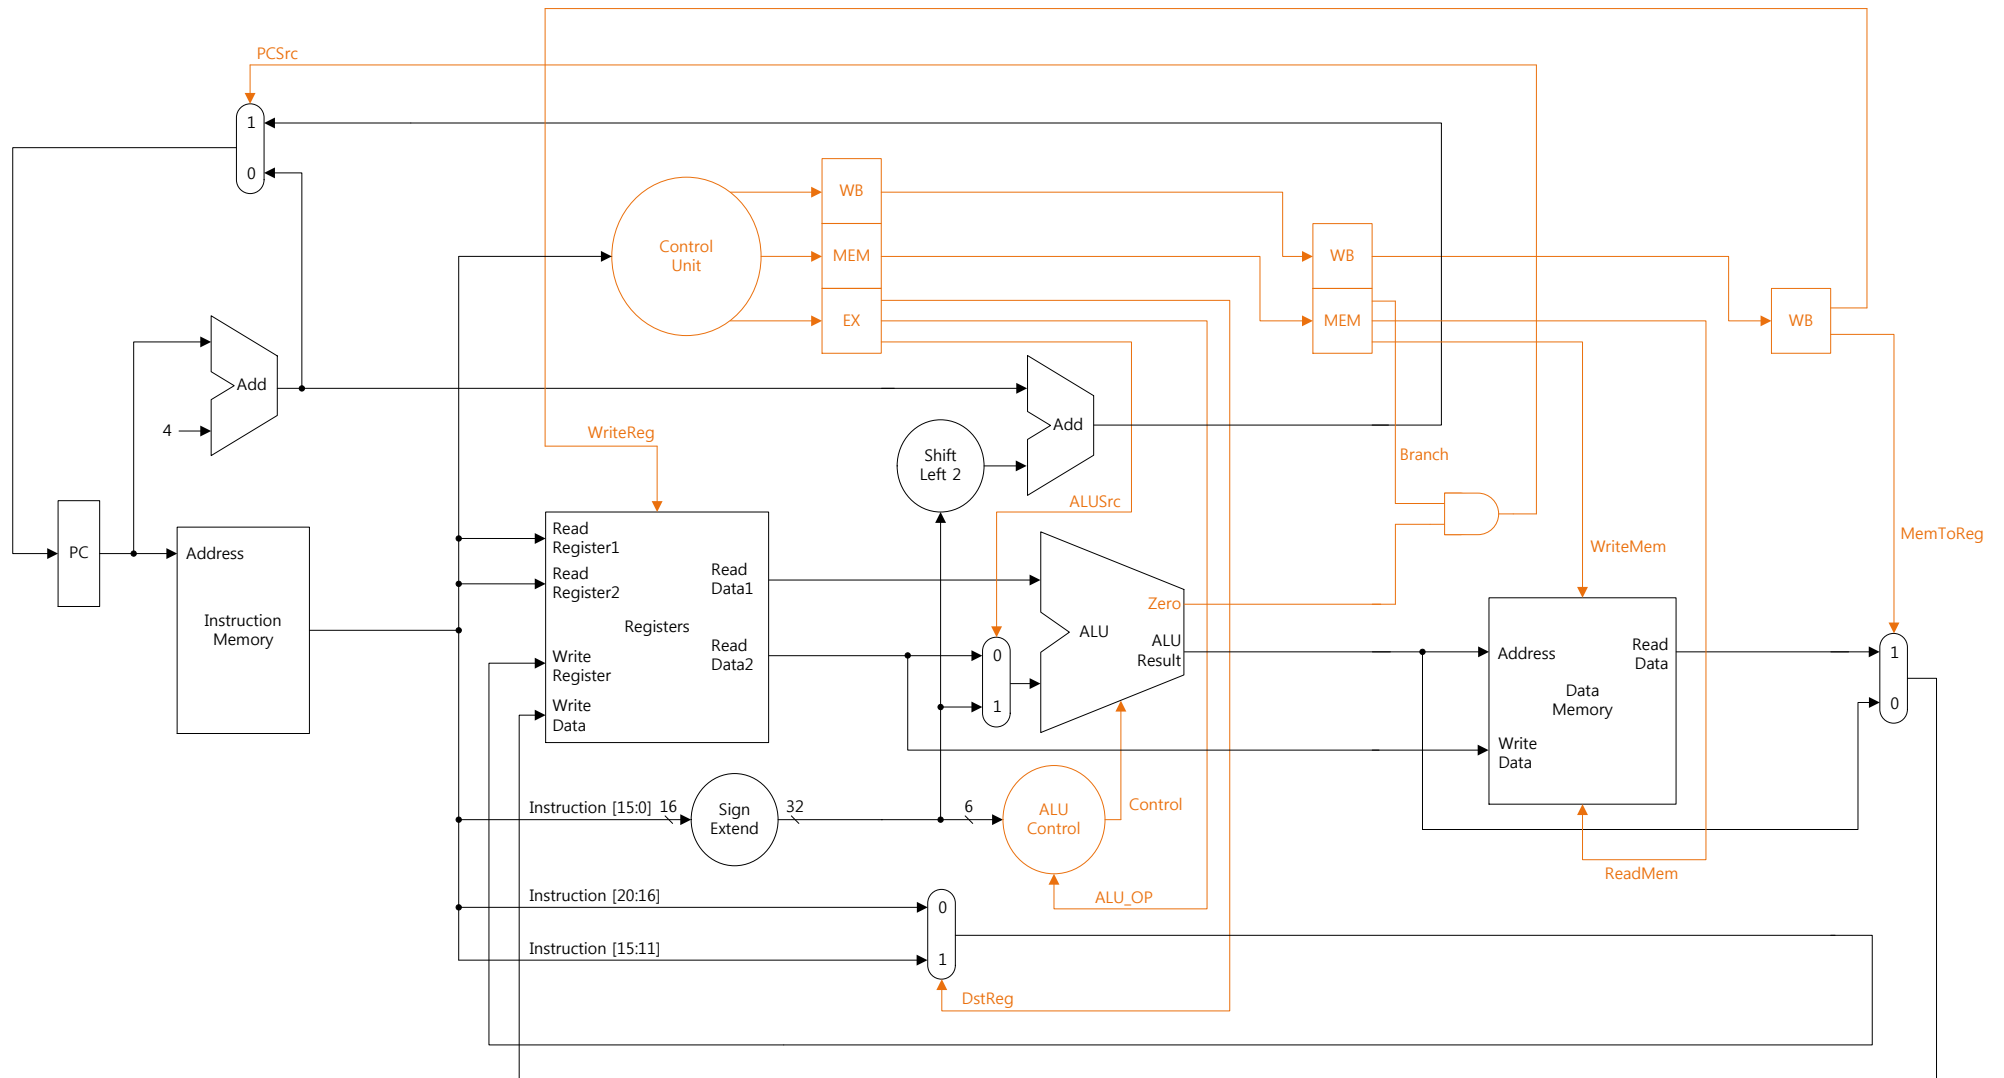 PCSrc
1
0
WB
Control
Unit
MEM
WB
EX
MEM
WB
Add
4
Add
WriteReg
Shift
Left 2
Branch
ALUSrc
PC
Address
Instruction
Memory
Read
Register1
Read
Register2
Read
Data1
Registers
Write
Register
Read
Data2
Write
Data
0
1
Zero
ALU
ALU
Result
WriteMem
MemToReg
Address
Read
Data
Data
Memory
Write
Data
1
0
Instruction [15:0]
16
Sign
Extend
32
6
ALU
Control
Control
ReadMem
Instruction [20:16]
ALU_OP
0
Instruction [15:11]
1
DstReg